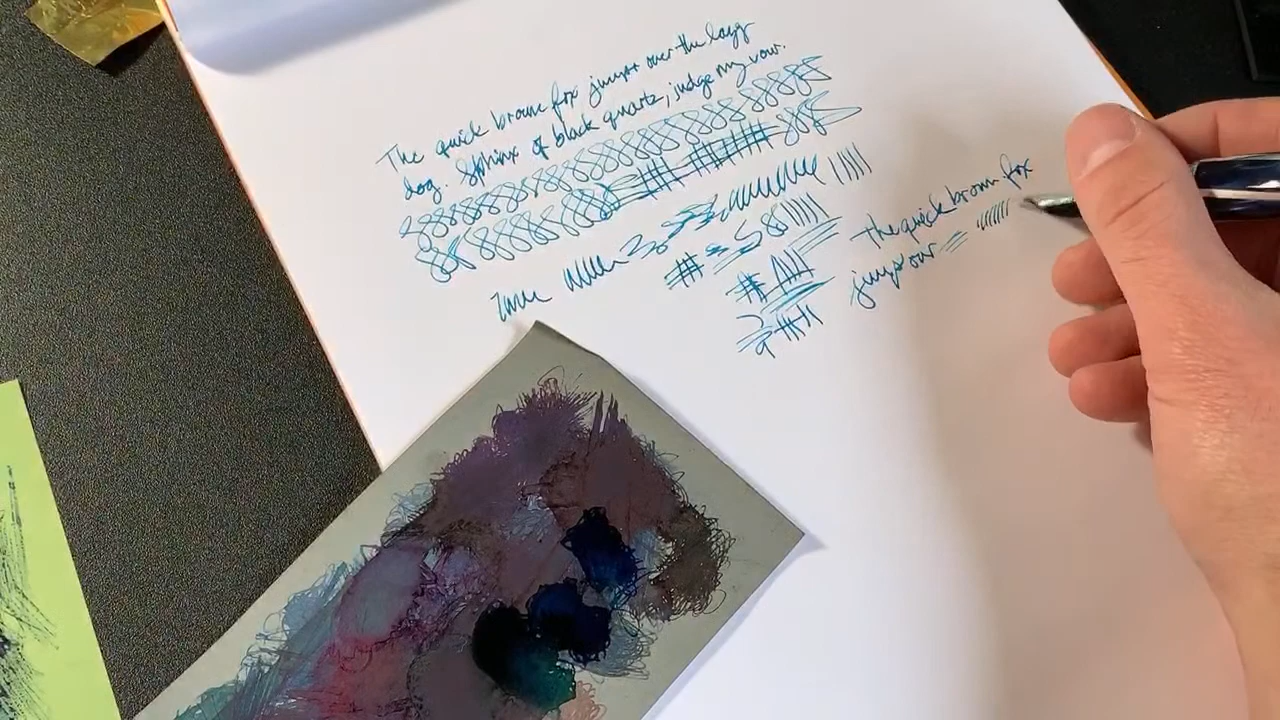 The quick brown fox jumps over the lazy
dog. Sphinx of black quartz, judge my vow.
the quick brown fox
jumps over